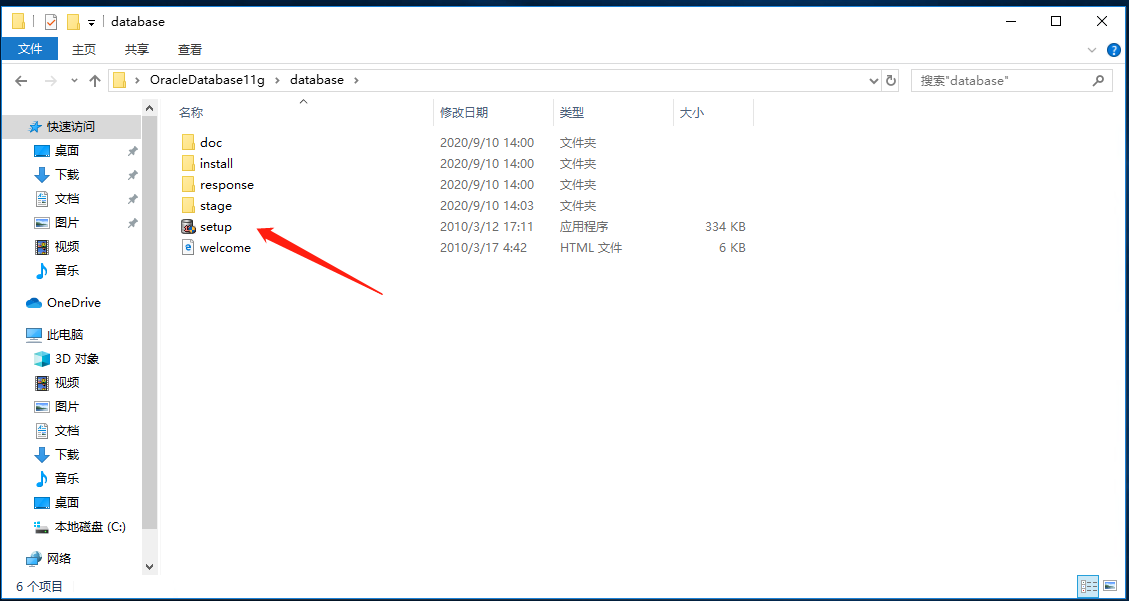 database
文件 主页 共享 查看
OracleDatabase11g database 搜索"database"
名称 修改日期 类型 大小
doc 2020/9/10 14:00 文件夹
install 2020/9/10 14:00 文件夹
response 2020/9/10 14:00 文件夹
stage 2020/9/10 14:03 文件夹
setup 2010/3/12 17:11 应用程序 334 KB
welcome 2010/3/17 4:42 HTML 文件 6 KB
快速访问
桌面
下载
文档
图片
视频
音乐
OneDrive
此电脑
3D 对象
视频
图片
文档
下载
音乐
桌面
本地磁盘 (C:)
网络
6 个项目